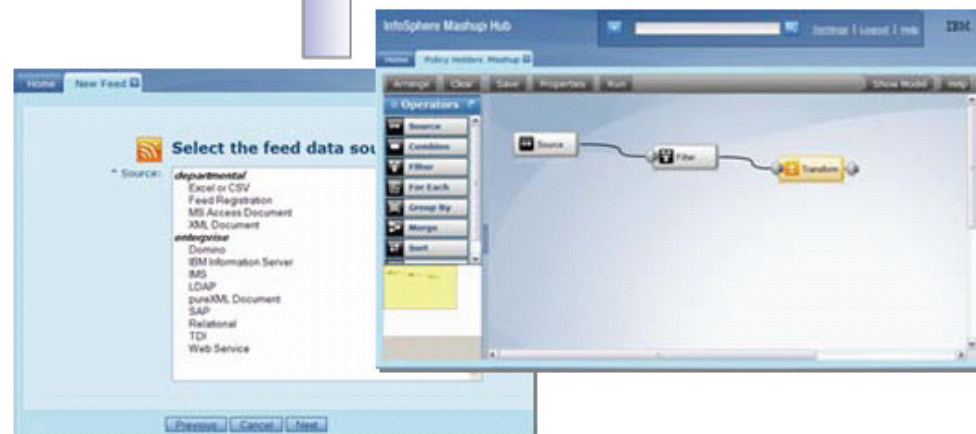 InfoSphere Mashup Hub
Settings | Logout | Help
IBM
Home
Policy Holders Mashup
Arrange
Clear
Save
Properties
Run
Show Model
Help
Operators
Source
Combine
Filter
For Each
Group By
Merge
Sort
Source
Filter
Transform
Home
New Feed
Select the feed data sou
* Source:
departmental
Excel or CSV
Feed Registration
MS Access Document
XML Document
enterprise
Domino
IBM Information Server
IMS
LDAP
pureXML Document
SAP
Relational
TDI
Web Service
Previous
Cancel
Next